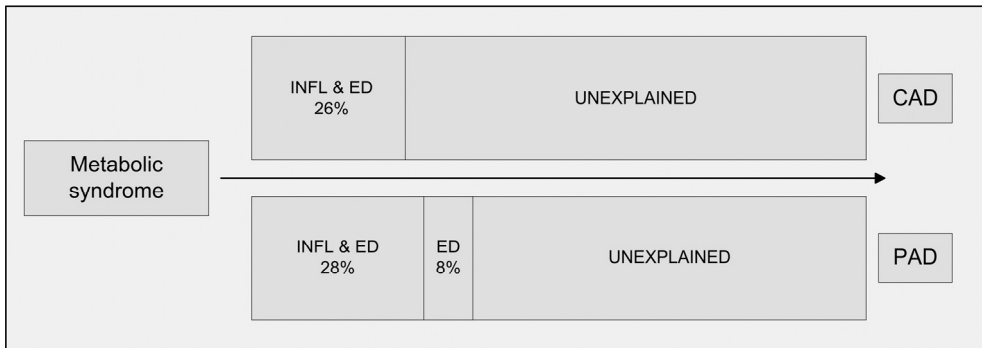 INFL & ED
26%
UNEXPLAINED
CAD
Metabolic
syndrome
INFL & ED
28%
ED
8%
UNEXPLAINED
PAD